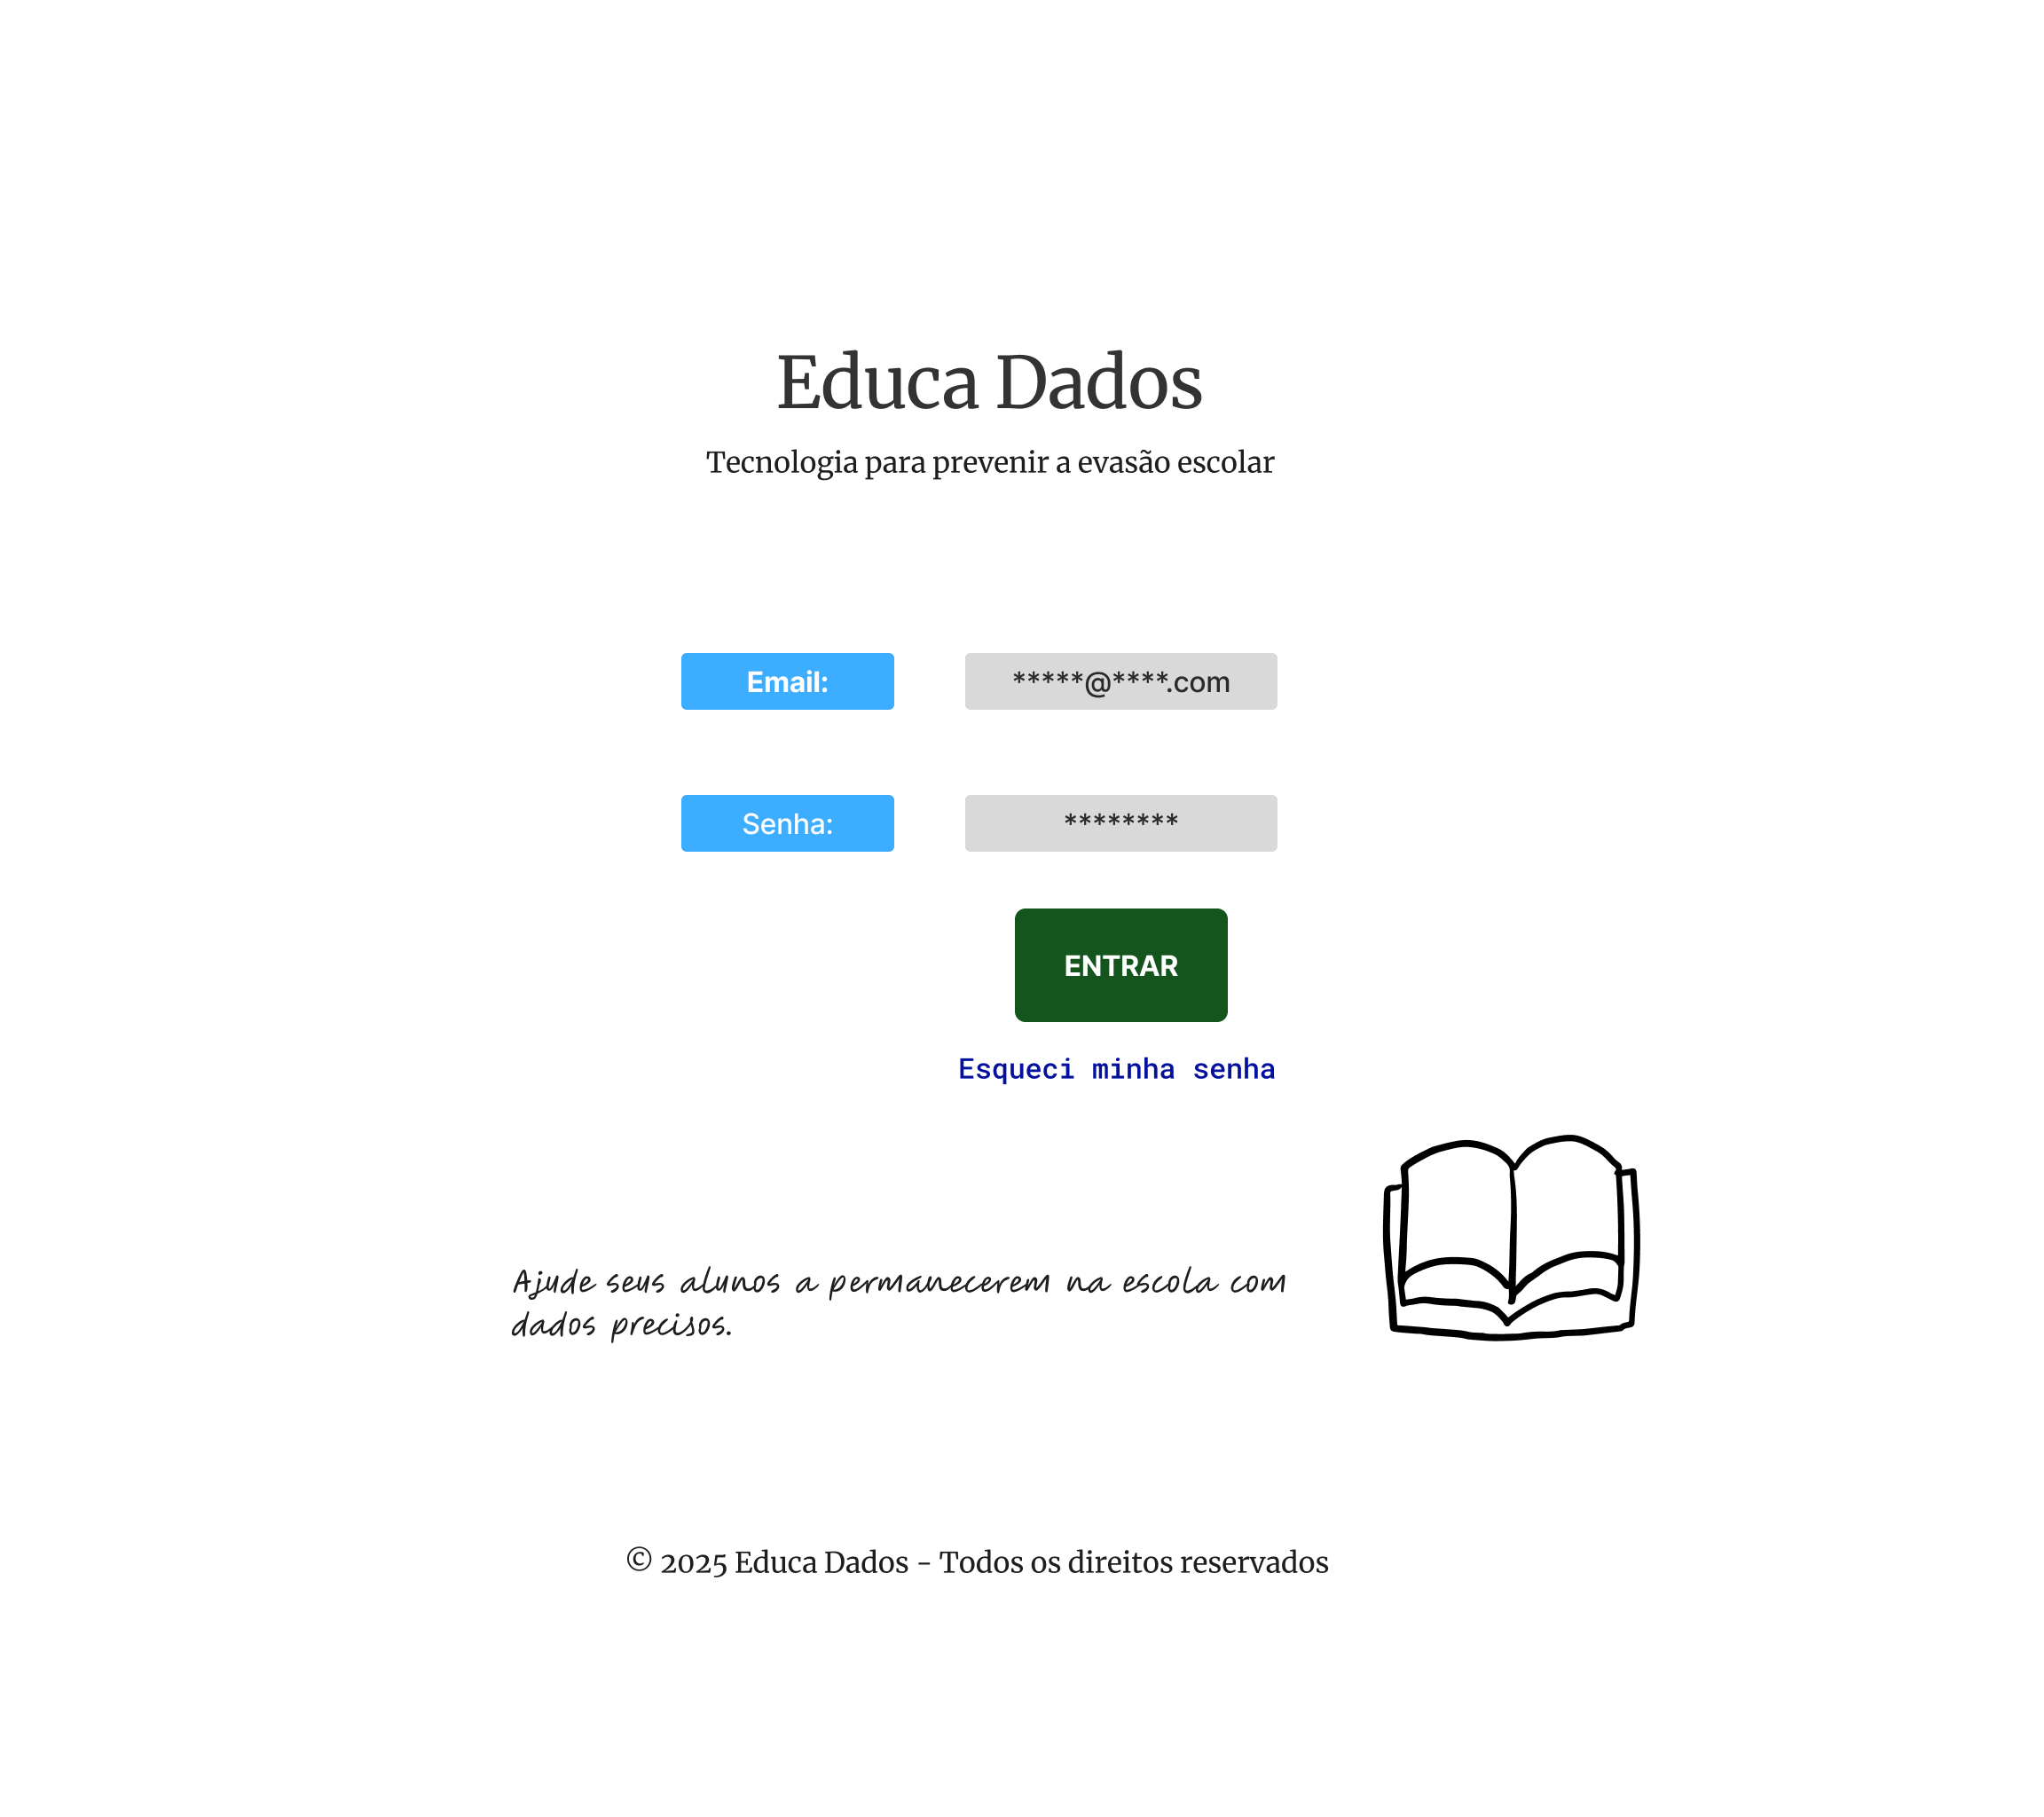 Educa Dados
Tecnologia para prevenir a evasão escolar
Email:
*****@****.com
Senha:
********
ENTRAR
Esqueci minha senha
Ajude seus alunos a permanecerem na escola com
dados precisos.
© 2025 Educa Dados - Todos os direitos reservados